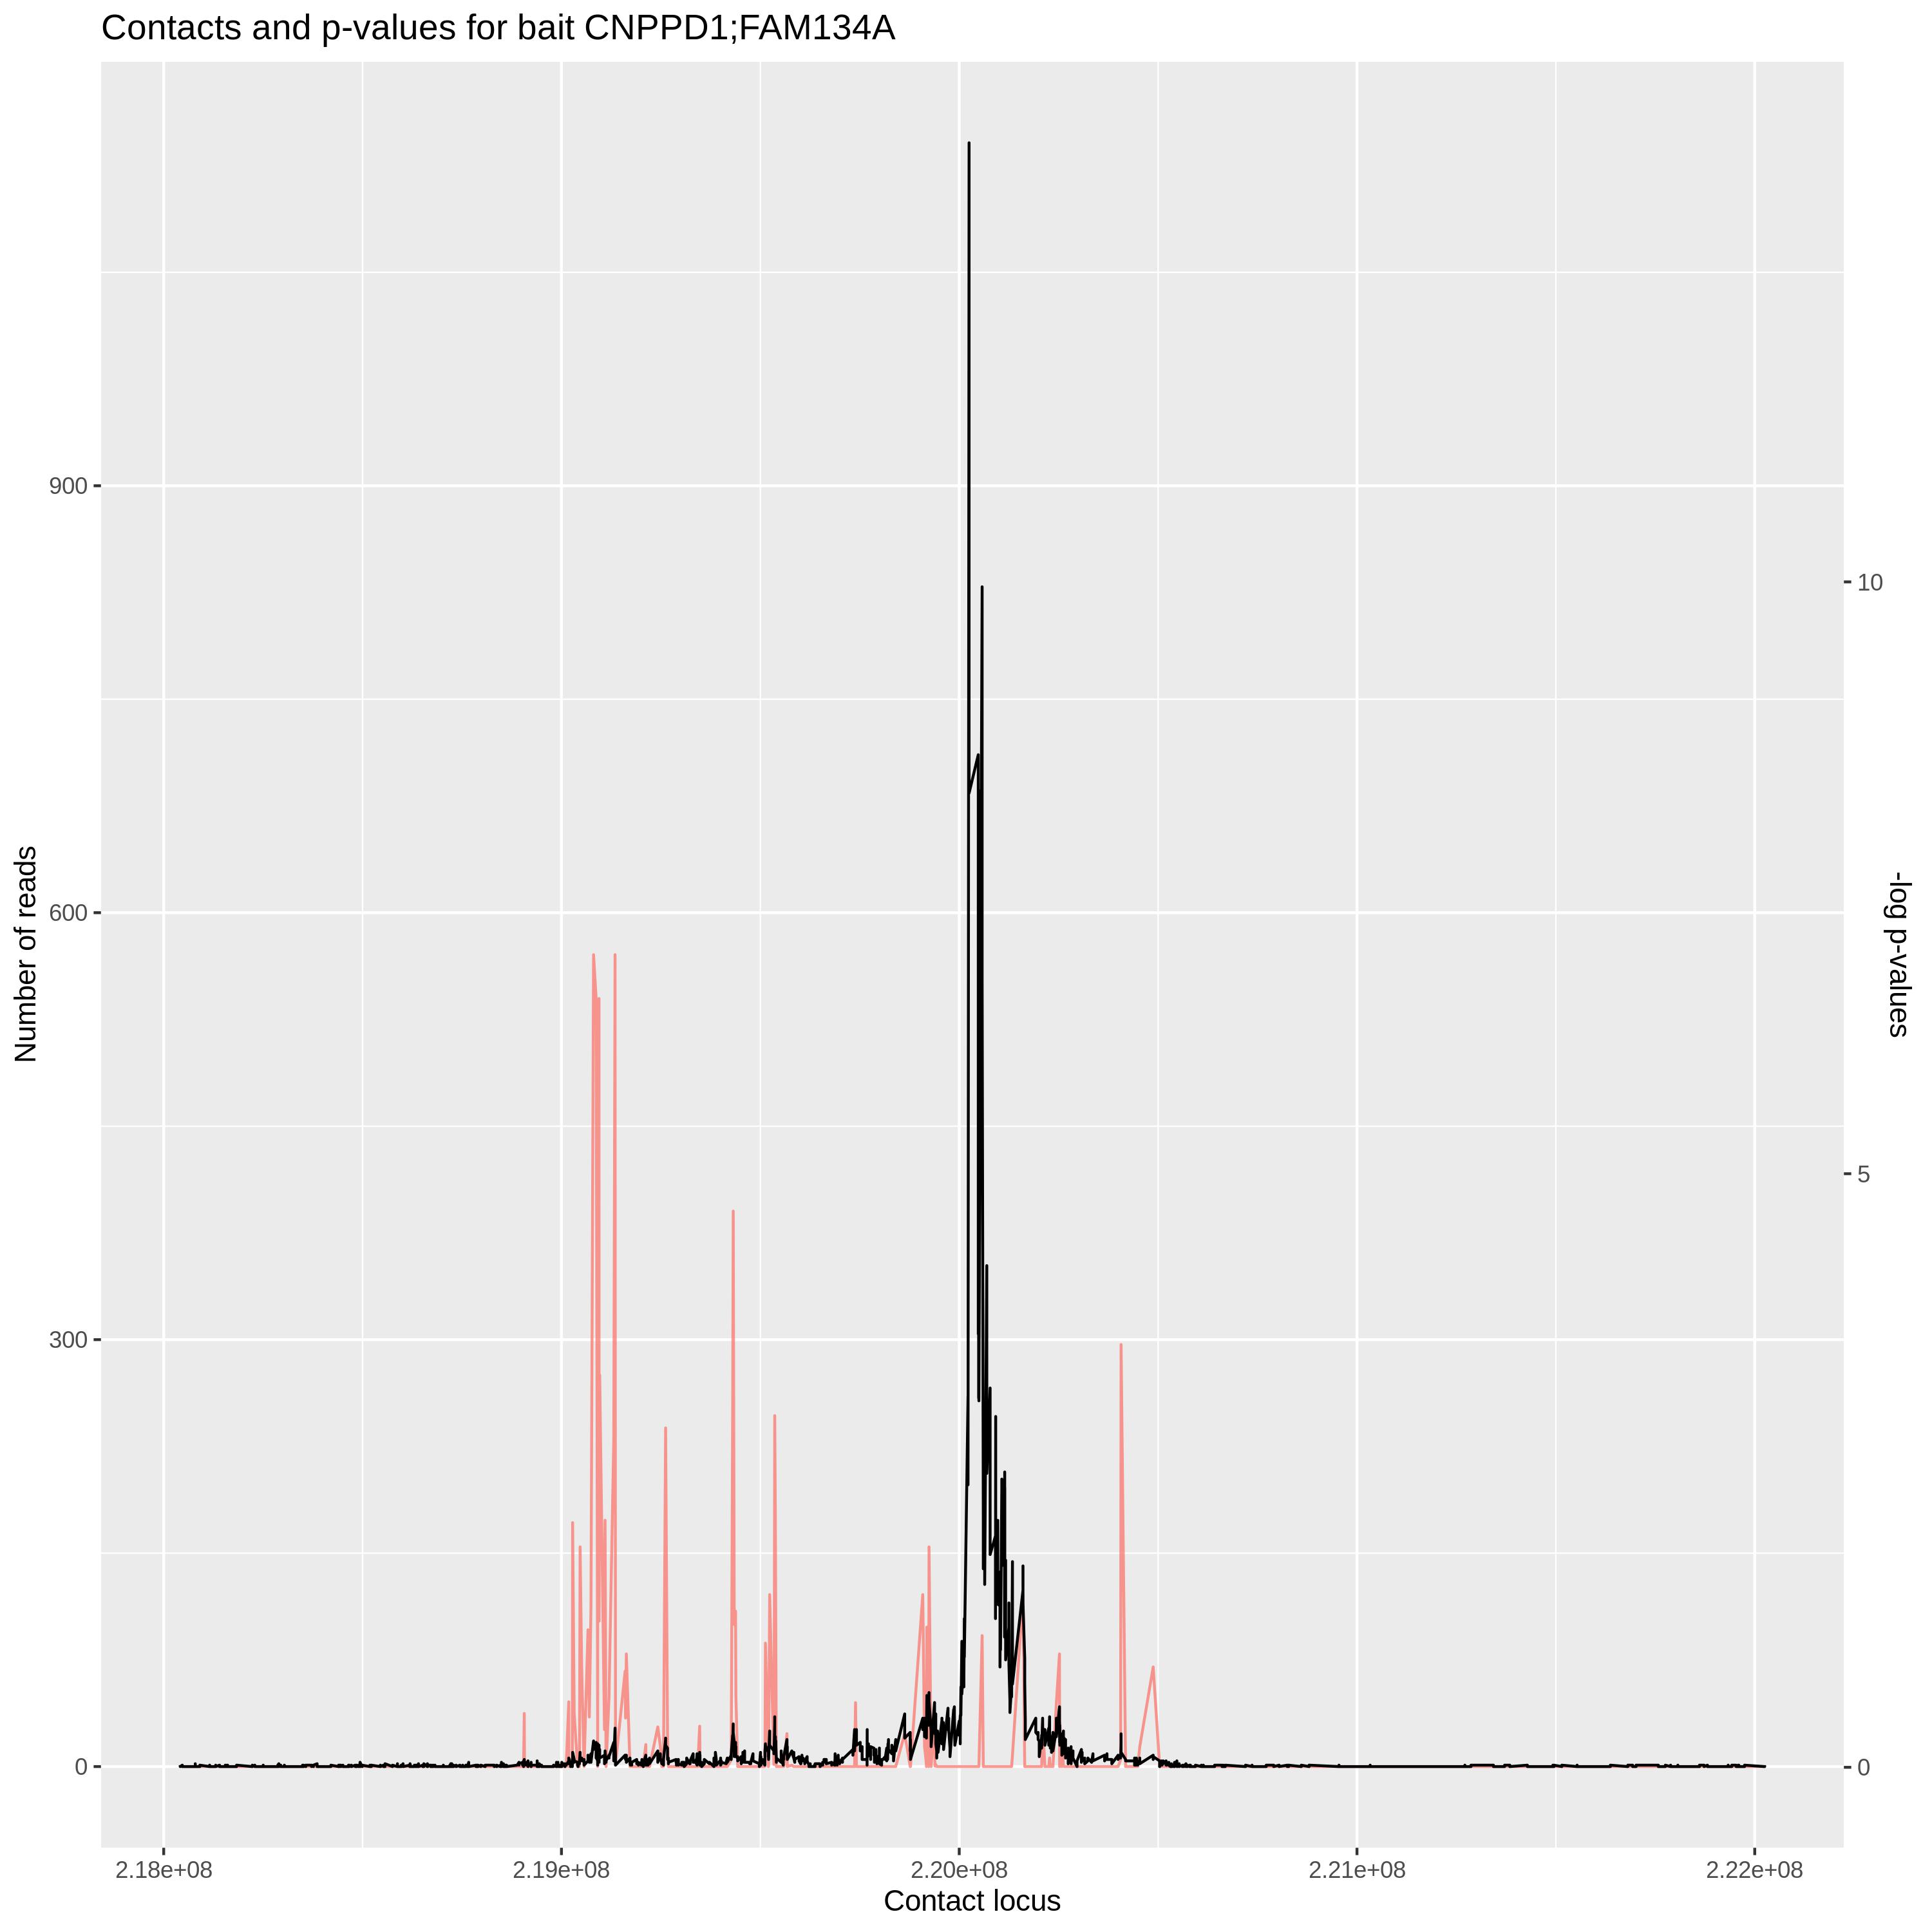 Contacts and p-values for bait CNPPD1;FAM134A
Number of reads
900
600
300
0
10
5
0
-log p-values
2.18e+08
2.19e+08
2.20e+08
2.21e+08
2.22e+08
Contact locus